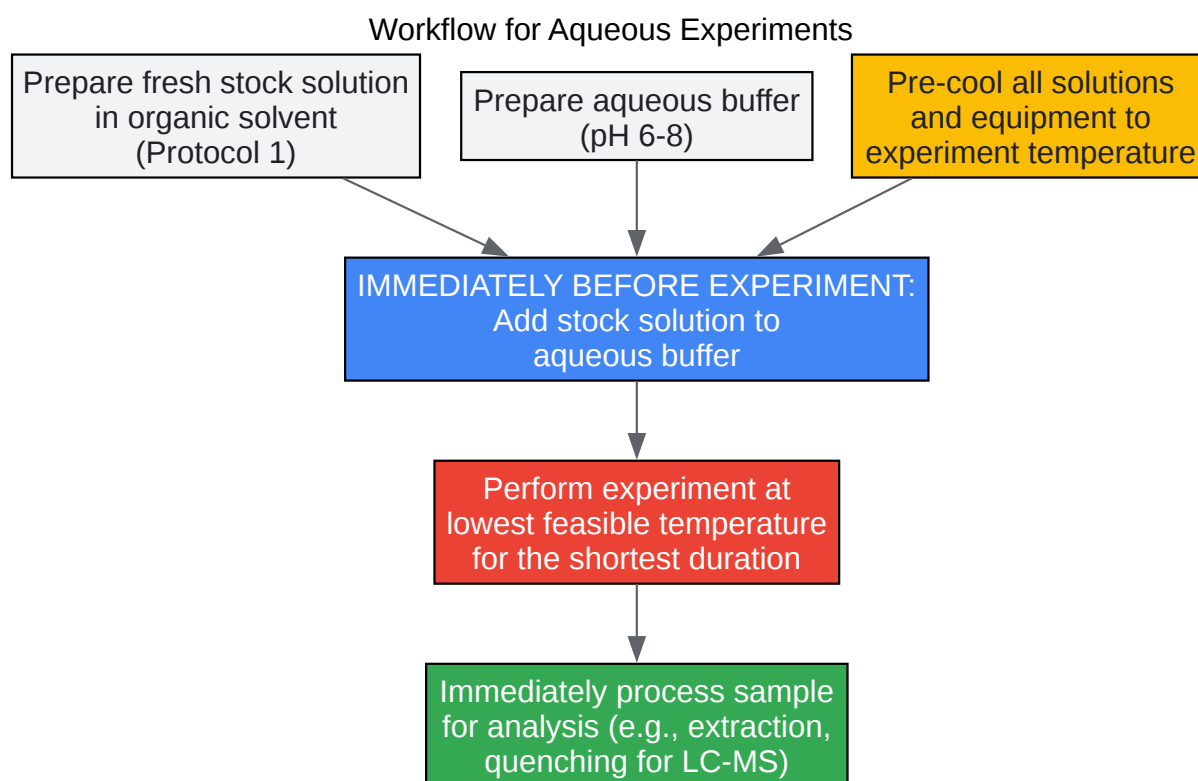 Workflow for Aqueous Experiments
Prepare fresh stock solution
in organic solvent
(Protocol 1)
Prepare aqueous buffer
(pH 6-8)
Pre-cool all solutions
and equipment to
experiment temperature
IMMEDIATELY BEFORE EXPERIMENT:
Add stock solution to
aqueous buffer
Perform experiment at
lowest feasible temperature
for the shortest duration
Immediately process sample
for analysis (e.g., extraction,
quenching for LC-MS)